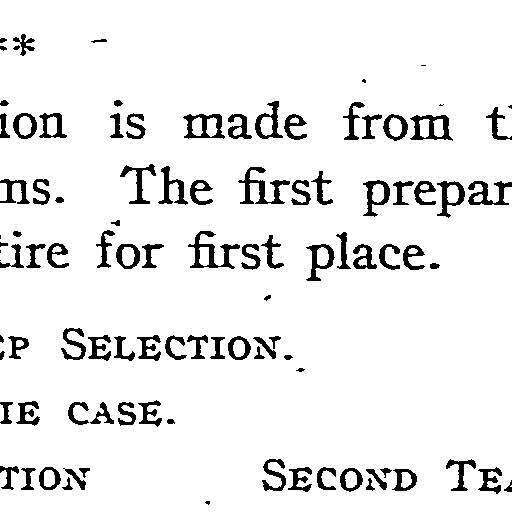 **
ion is made from th
ns. The first prepar
tire for first place.
EP SELECTION.
IE CASE.
TION SECOND TEA